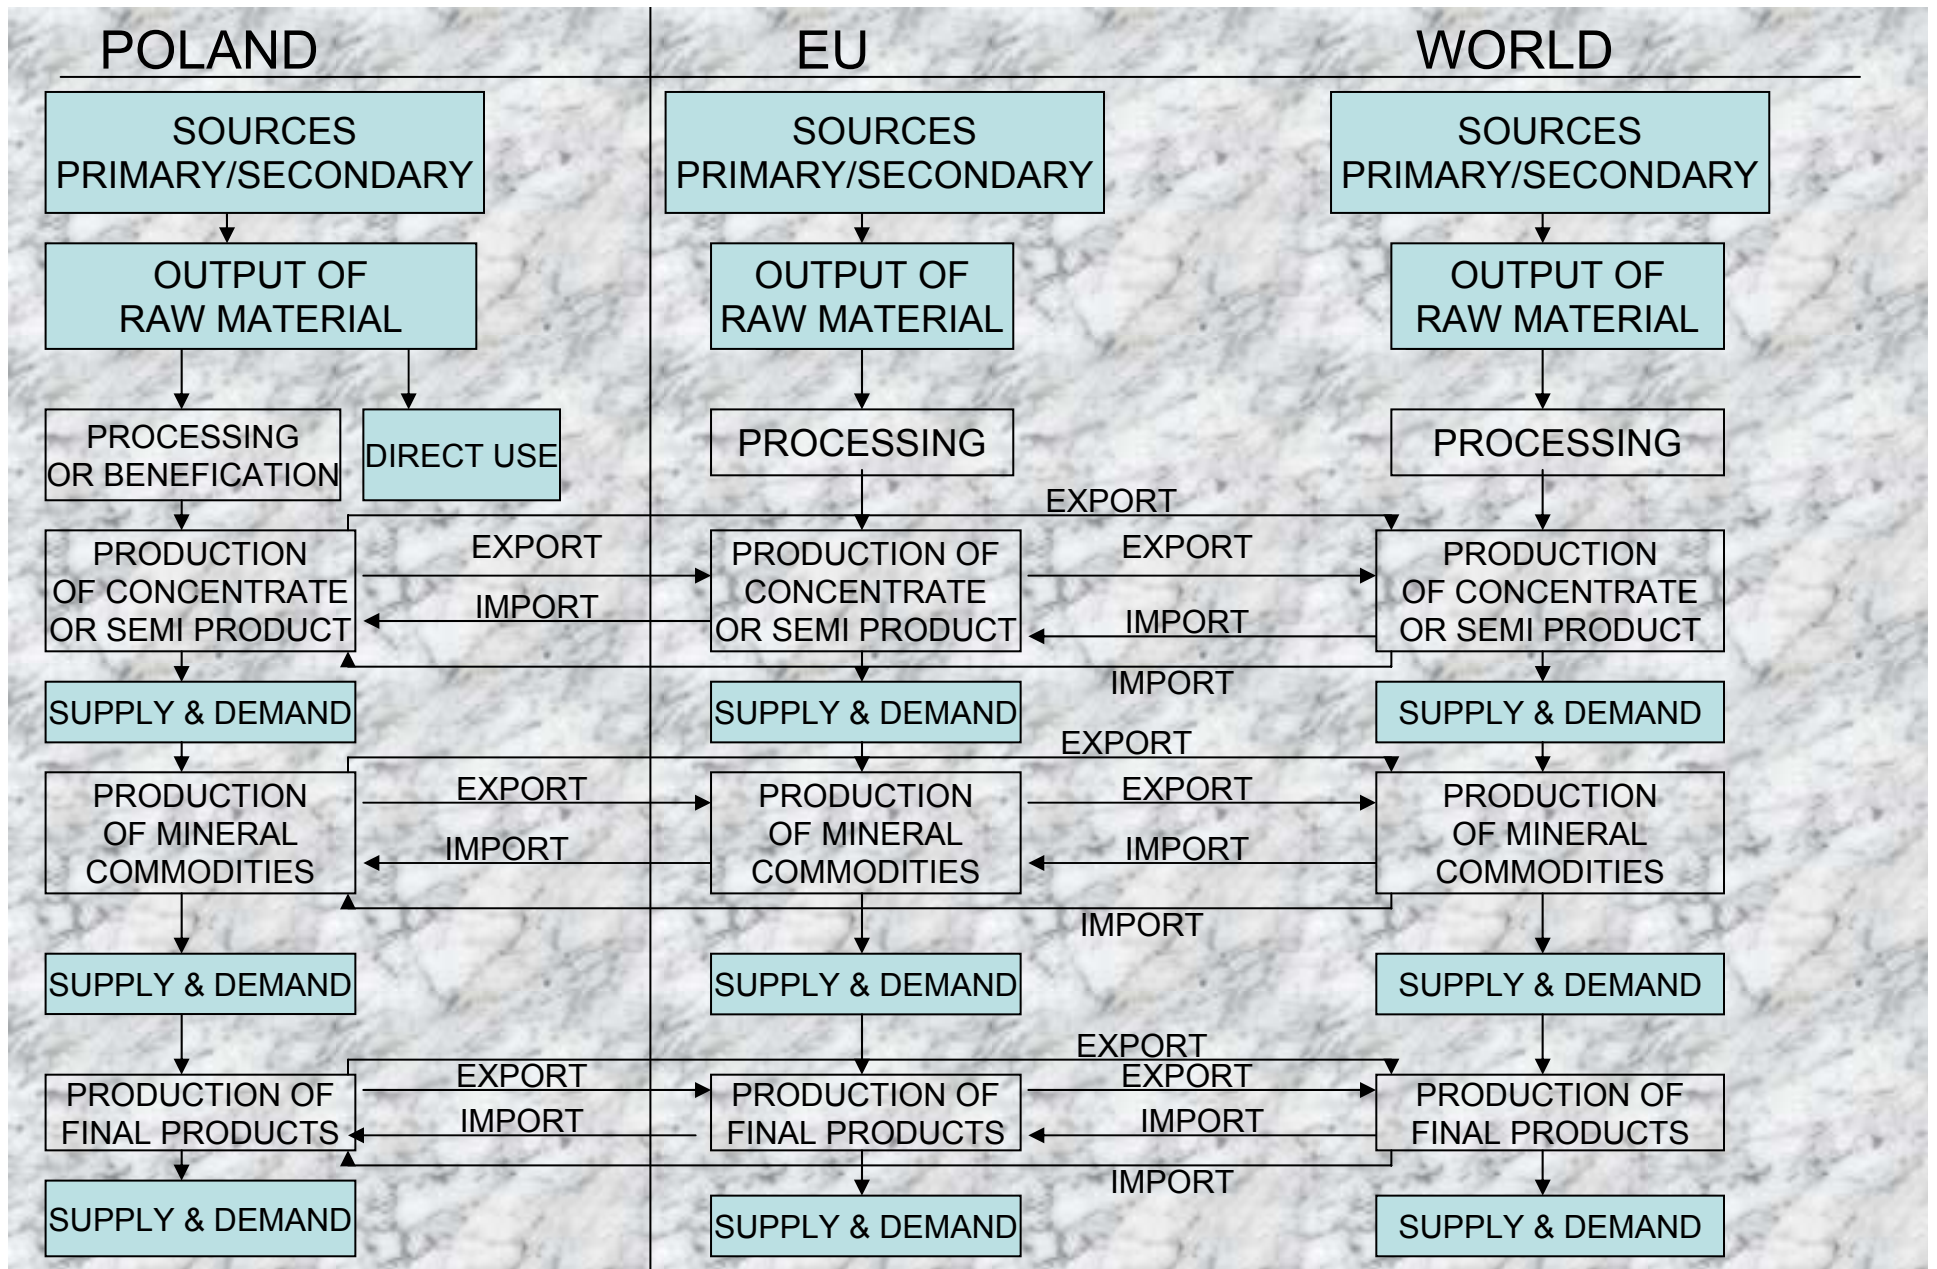 POLAND
EU
WORLD
SOURCES
PRIMARY/SECONDARY
SOURCES
PRIMARY/SECONDARY
SOURCES
PRIMARY/SECONDARY
OUTPUT OF
RAW MATERIAL
OUTPUT OF
RAW MATERIAL
OUTPUT OF
RAW MATERIAL
PROCESSING
OR BENEFICATION
DIRECT USE
PROCESSING
PROCESSING
EXPORT
PRODUCTION
OF CONCENTRATE
OR SEMI PRODUCT
EXPORT
IMPORT
PRODUCTION OF
CONCENTRATE
OR SEMI PRODUCT
EXPORT
IMPORT
PRODUCTION
OF CONCENTRATE
OR SEMI PRODUCT
IMPORT
SUPPLY & DEMAND
SUPPLY & DEMAND
SUPPLY & DEMAND
EXPORT
PRODUCTION
OF MINERAL
COMMODITIES
EXPORT
IMPORT
PRODUCTION
OF MINERAL
COMMODITIES
EXPORT
IMPORT
PRODUCTION
OF MINERAL
COMMODITIES
IMPORT
SUPPLY & DEMAND
SUPPLY & DEMAND
SUPPLY & DEMAND
EXPORT
PRODUCTION OF
FINAL PRODUCTS
EXPORT
IMPORT
PRODUCTION OF
FINAL PRODUCTS
EXPORT
IMPORT
PRODUCTION OF
FINAL PRODUCTS
IMPORT
SUPPLY & DEMAND
SUPPLY & DEMAND
SUPPLY & DEMAND